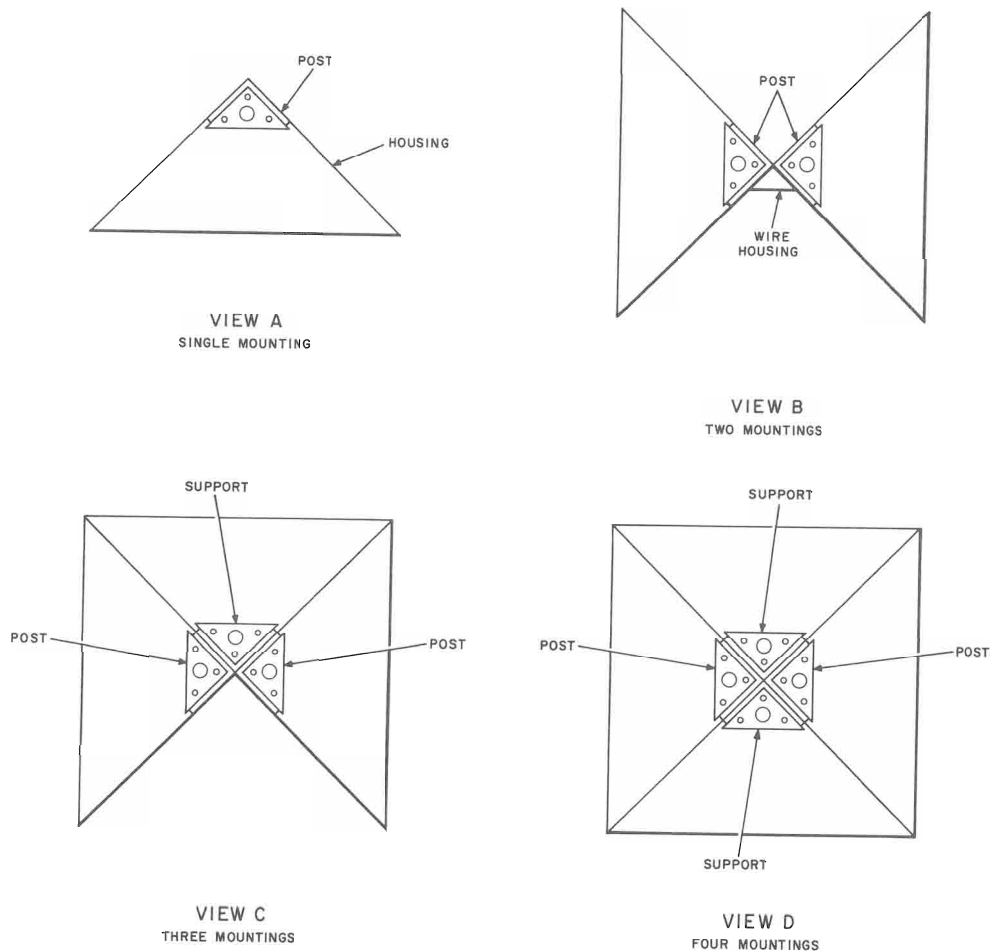 POST
HOUSING
VIEW A
SINGLE MOUNTING
POST
WIRE
HOUSING
VIEW B
TWO MOUNTINGS
SUPPORT
POST
POST
VIEW C
THREE MOUNTINGS
SUPPORT
POST
POST
SUPPORT
VIEW D
FOUR MOUNTINGS